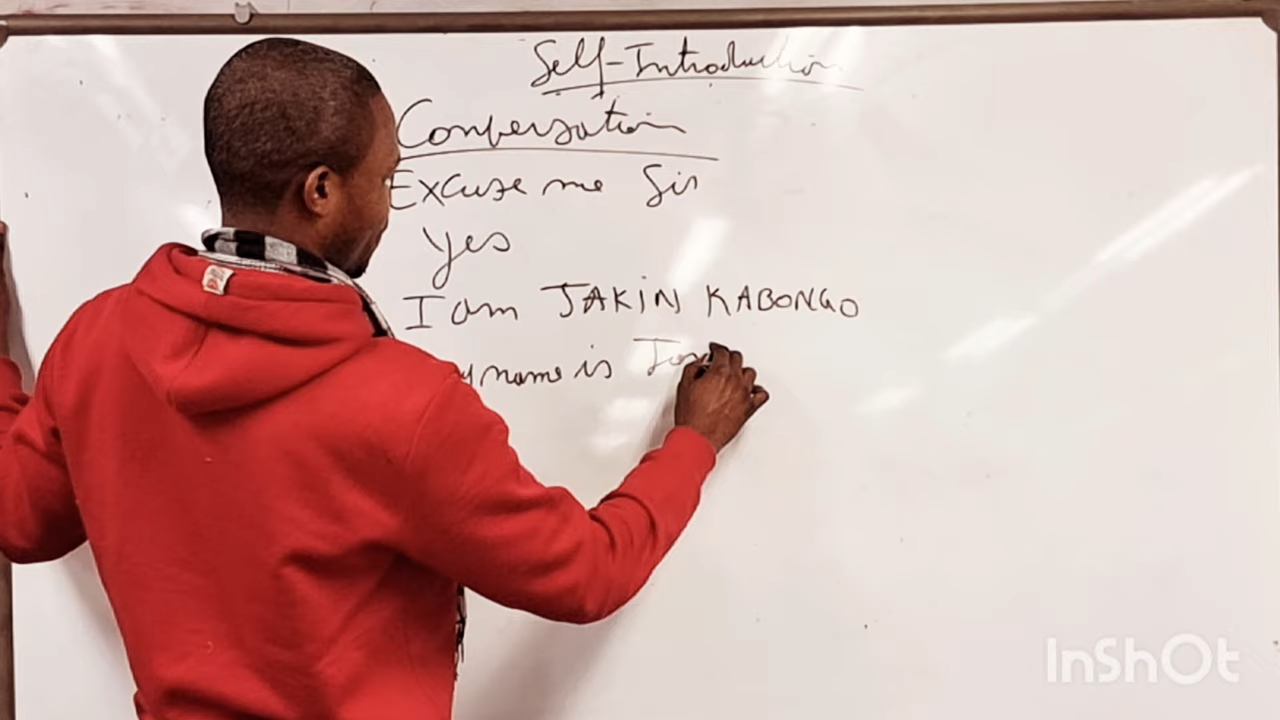 Self-Introduction
Conversation
Excuse me Sir
Yes
I am JAKIN KABONGO
name is
InShOt